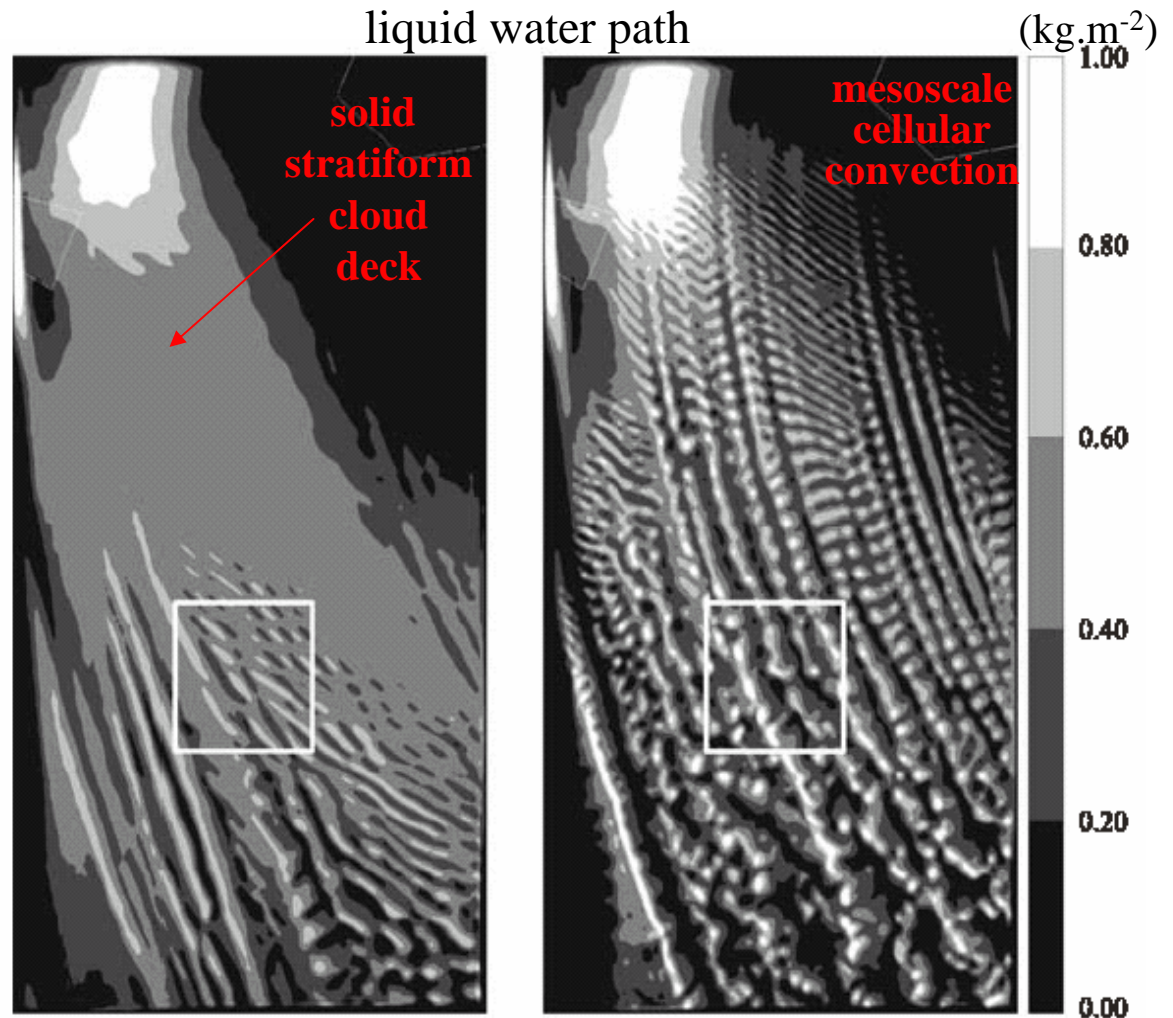 liquid water path
(kg.m-2)
solid
stratiform
cloud
deck
mesoscale
cellular
convection
1.00
0.80
0.60
0.40
0.20
0.00